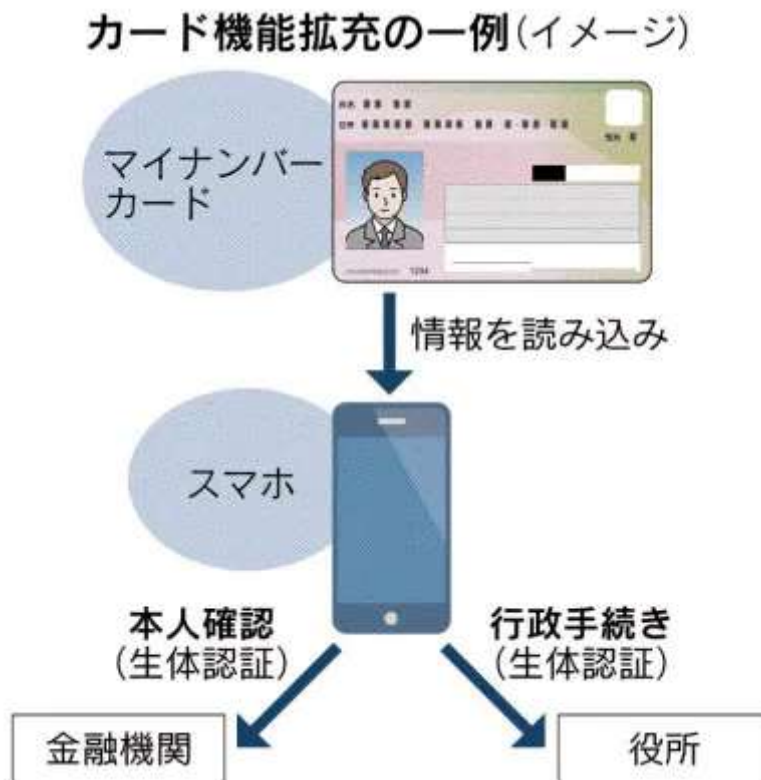 カード機能拡充の一例(イメージ)
マイナンバー
カード
1234
情報を読み込み
スマホ
本人確認
(生体認証)
行政手続き
(生体認証)
金融機関
役所